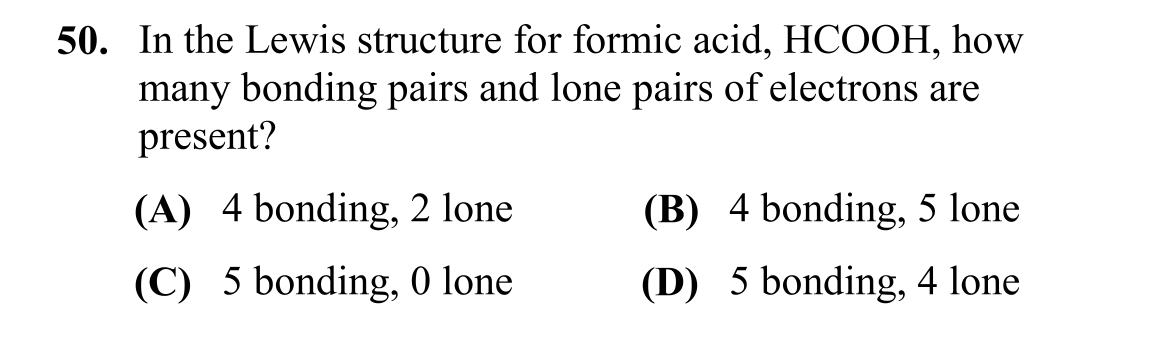 50. In the Lewis structure for formic acid, HCOOH, how
many bonding pairs and lone pairs of electrons are
present?
(A) 4 bonding, 2 lone (B) 4 bonding, 5 lone
(C) 5 bonding, 0 lone (D) 5 bonding, 4 lone